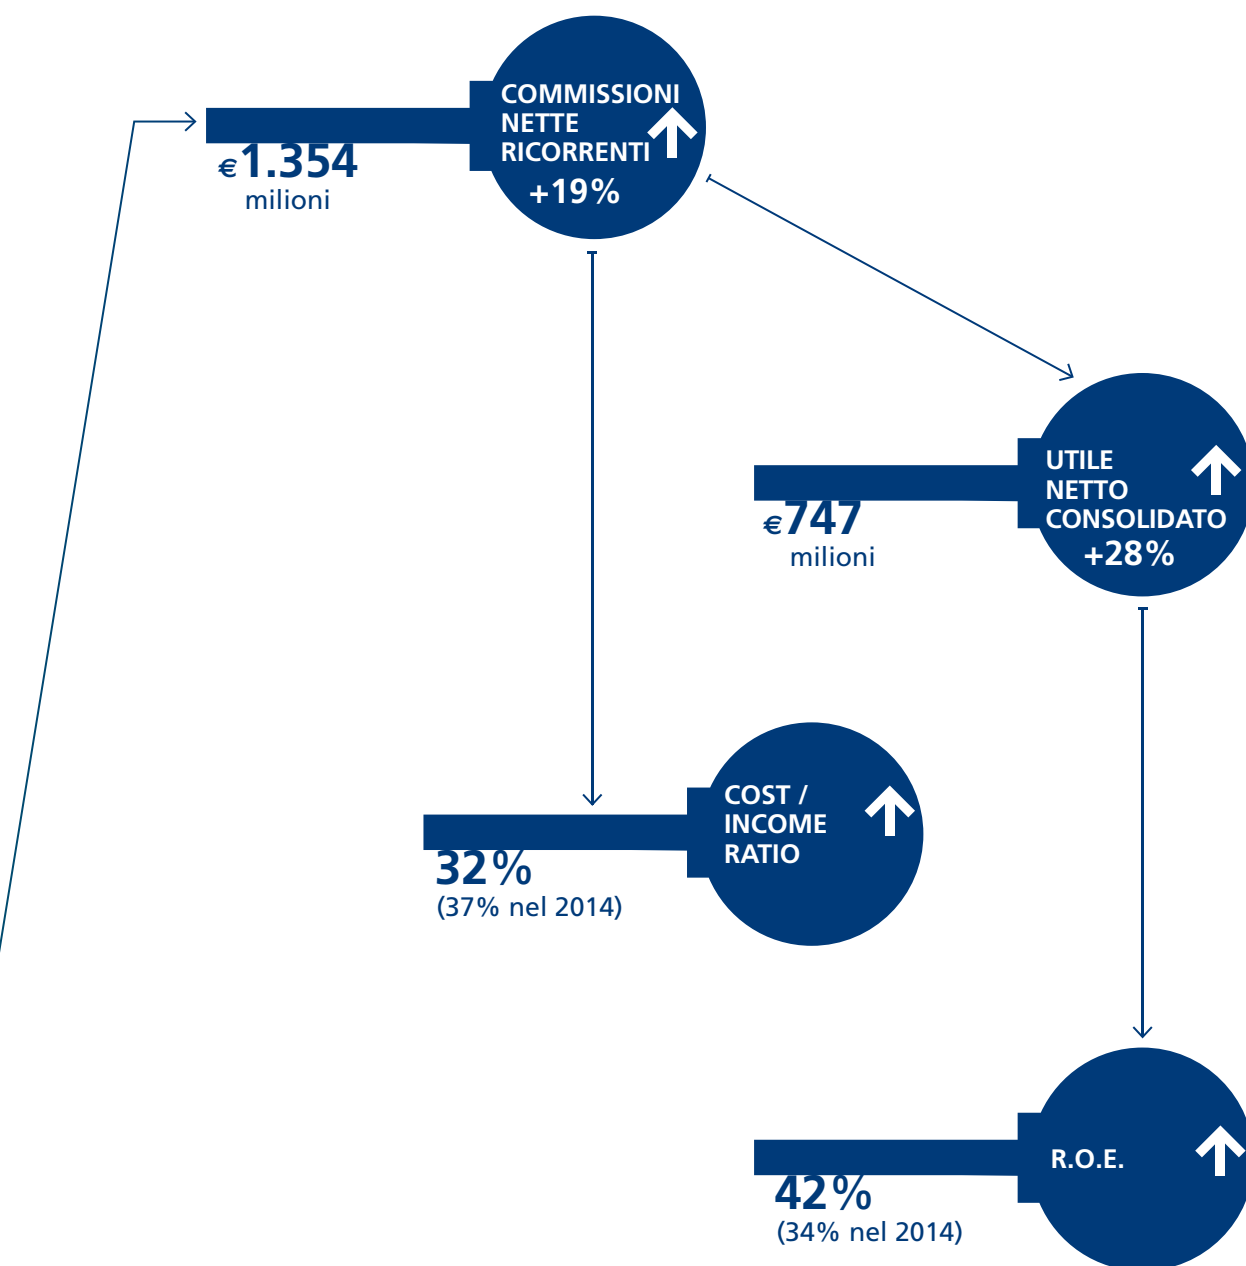 COMMISSIONI
NETTE
RICORRENTI
+19%
€1.354
milioni
UTILE
NETTO
CONSOLIDATO
+28%
€747
milioni
COST /
INCOME
RATIO
32%
(37% nel 2014)
R.O.E.
42%
(34% nel 2014)